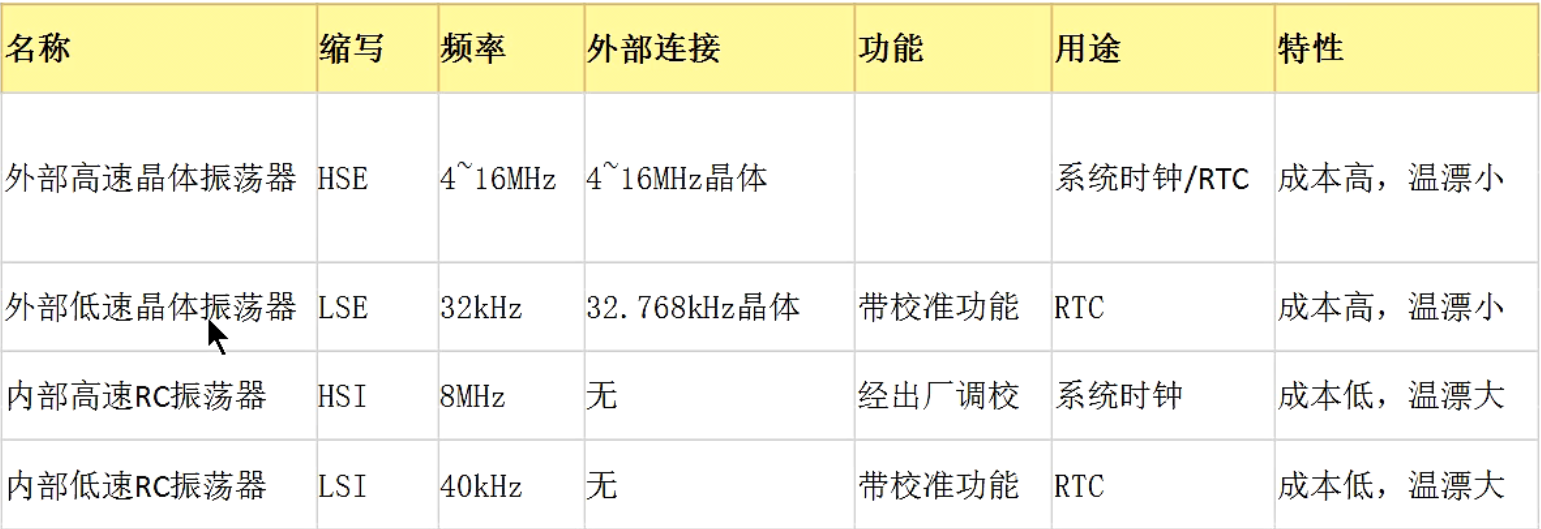 名称 缩写 频率 外部连接 功能 用途 特性
外部高速晶体振荡器 HSE 4~16MHz 4~16MHz晶体 系统时钟/RTC 成本高，温漂小
外部低速晶体振荡器 LSE 32kHz 32.768kHz晶体 带校准功能 RTC 成本高，温漂小
内部高速RC振荡器 HSI 8MHz 无 经出厂调校 系统时钟 成本低，温漂大
内部低速RC振荡器 LSI 40kHz 无 带校准功能 RTC 成本低，温漂大